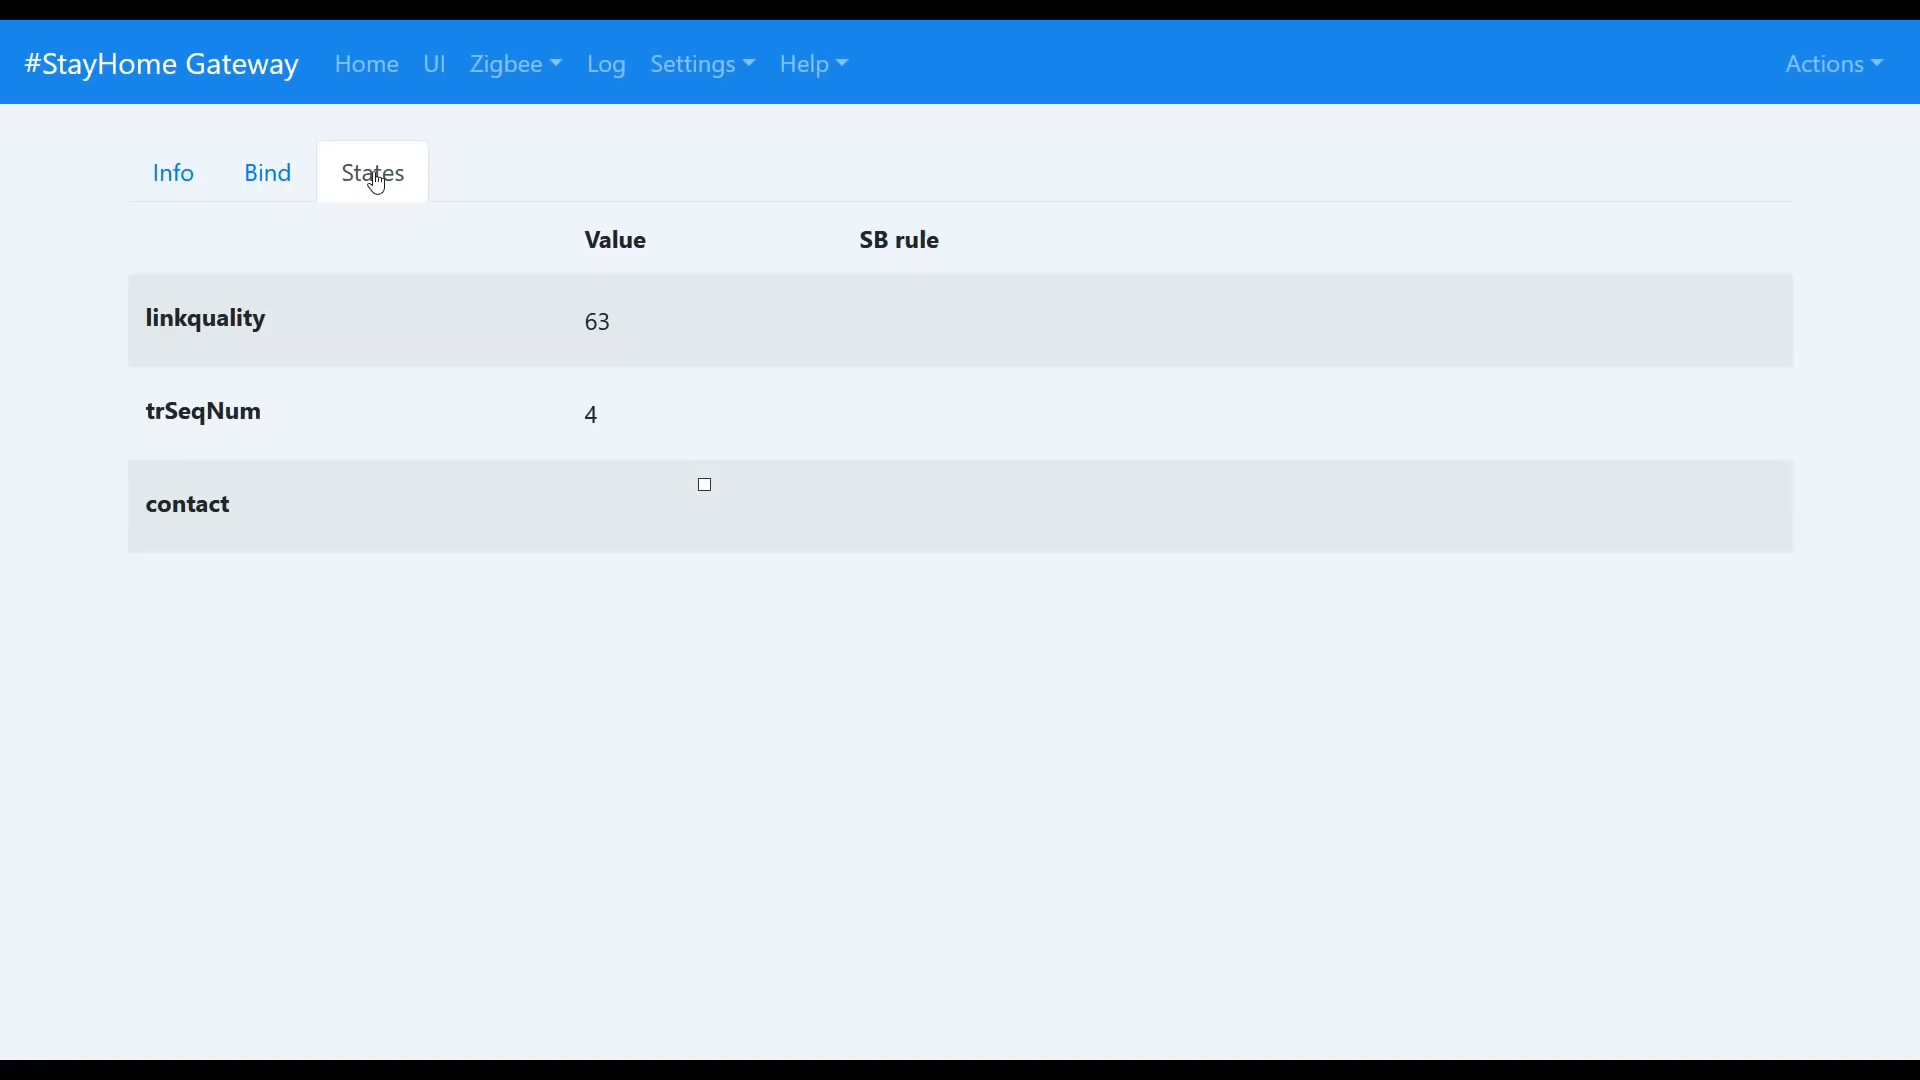 #StayHome Gateway Home UI Zigbee Log Settings Help Actions
Info Bind States
Value SB rule
linkquality 63
trSeqNum 4
contact